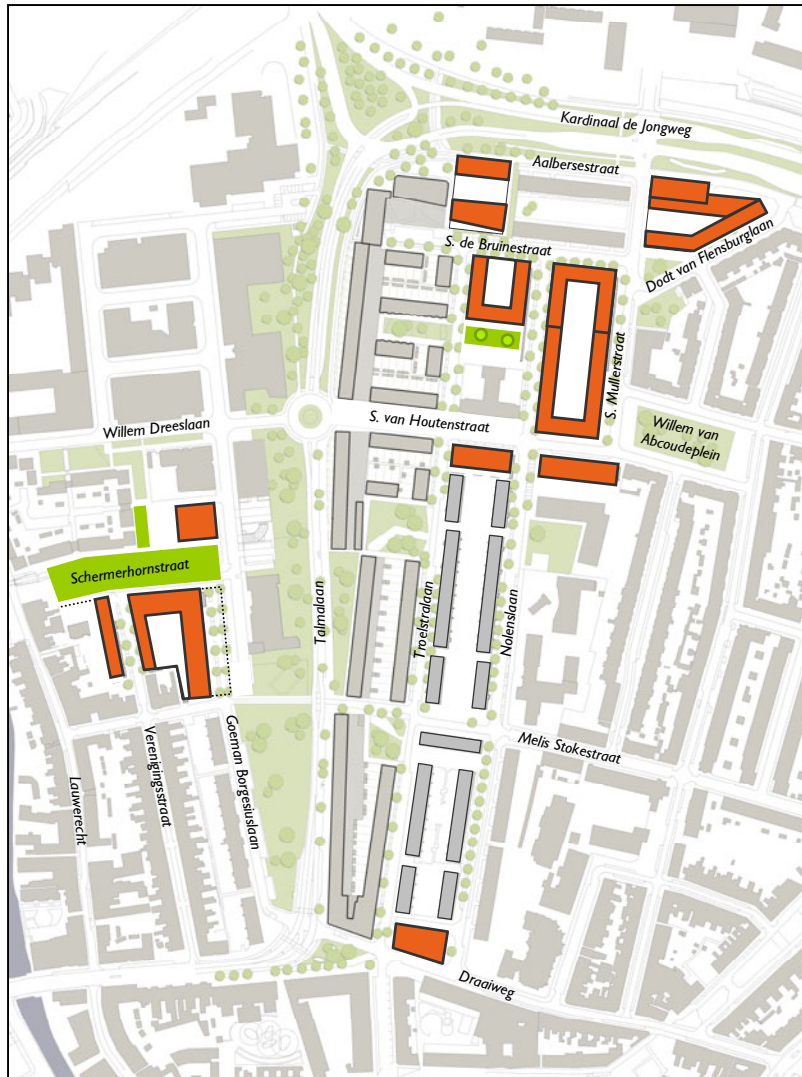 Kardinaal de Jongweg
Aalbersestraat
S. de Bruinestraat
Dodt van Flensburglaan
S. Mullerstraat
S. van Houtenstraat
Willem Dreeslaan
Willem van
Abcoudeplein
Schermerhornstraat
Talmalaan
Troelstralaan
Nolenslaan
Melis Stokestraat
Goeman Borgesiuslaan
Verenigingsstraat
Lauwerecht
Draaiweg